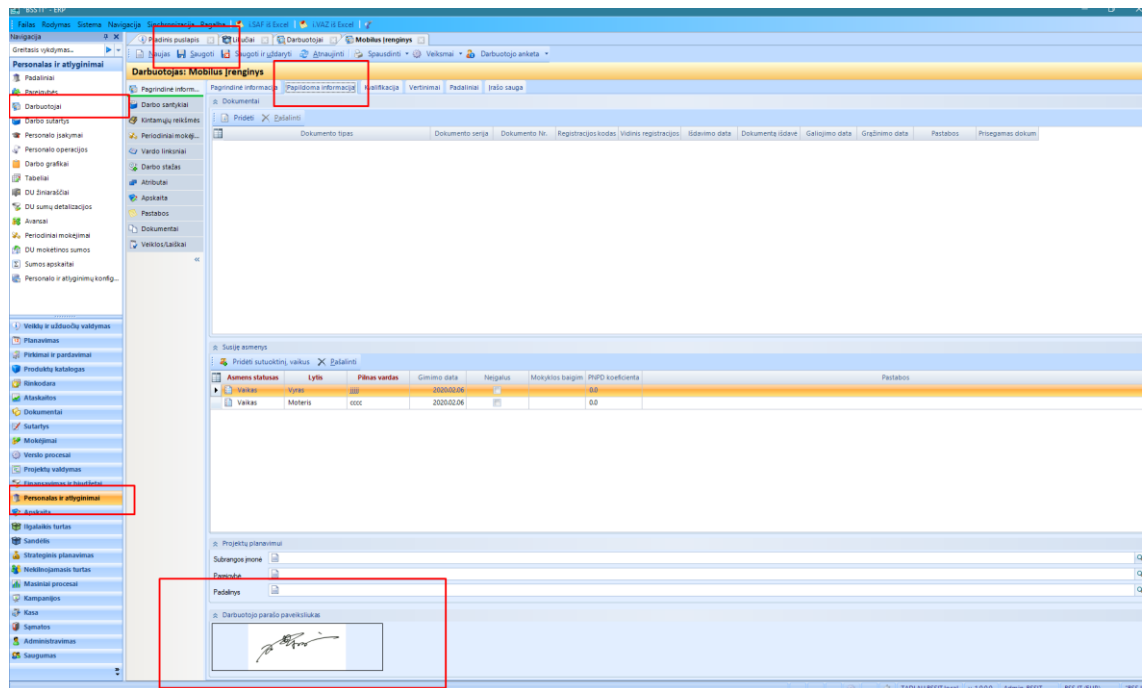 BSSIT - ERP
Failas Rodymas Sistema Navigacija Sinchronizacija Pagalba i.SAF iš Excel i.VAZ iš Excel
Navigacija
Greitasis vykdymas..
Personalas ir atlyginimai
Padaliniai
Pareigybės
Darbuotojai
Darbo sutartys
Personalo įsakymai
Personalo operacijos
Darbo grafikai
Tabeliai
DU žiniaraščiai
DU sumų detalizacijos
Avansai
Periodiniai mokėjimai
DU mokėtinos sumos
Sumos apskaitai
Personalo ir atlyginimų konfig...
Veiklų ir užduočių valdymas
Planavimas
Pirkimai ir pardavimai
Produktų katalogas
Rinkodara
Ataskaitos
Dokumentai
Sutartys
Mokėjimai
Verslo procesai
Projektų valdymas
Finansavimas ir biudžetai
Personalas ir atlyginimai
Apskaita
Ilgalaikis turtas
Sandėlis
Strateginis planavimas
Nekilnojamasis turtas
Masiniai procesai
Kampanijos
Kasa
Sąmatos
Administravimas
Saugumas
Pradinis puslapis Likučiai Darbuotojai Mobilus įrenginys
Naujas Saugoti Saugoti ir uždaryti Atnaujinti Spausdinti Veiksmai Darbuotojo anketa
Darbuotojas: Mobilus įrenginys
Pagrindinė inform...
Darbo santykiai
Kintamųjų reikšmės
Periodiniai mokėji...
Vardo linksniai
Darbo stažas
Atributai
Apskaita
Pastabos
Dokumentai
Veiklos/Laiškai
Pagrindinė informacija Papildoma informacija Kvalifikacija Vertinimai Padaliniai Įrašo sauga
Dokumentai
Pridėti Pašalinti
Dokumento tipas Dokumento serija Dokumento Nr. Registracijos kodas Vidinis registracijos Išdavimo data Dokumentą išdavė Galiojimo data Grąžinimo data Pastabos Prisegamas dokum
Susiję asmenys
Pridėti sutuoktinį, vaikus Pašalinti
Asmens statusas Lytis Pilnas vardas Gimimo data Neįgalus Mokyklos baigim PNPD koeficienta Pastabos
Vaikas Vyras jjjjj 2020.02.06 0.0
Vaikas Moteris cccc 2020.02.06 0.0
Projektų planavimui
Subrangos įmonė
Pareigybė
Padalinys
Darbuotojo parašo paveiksliukas